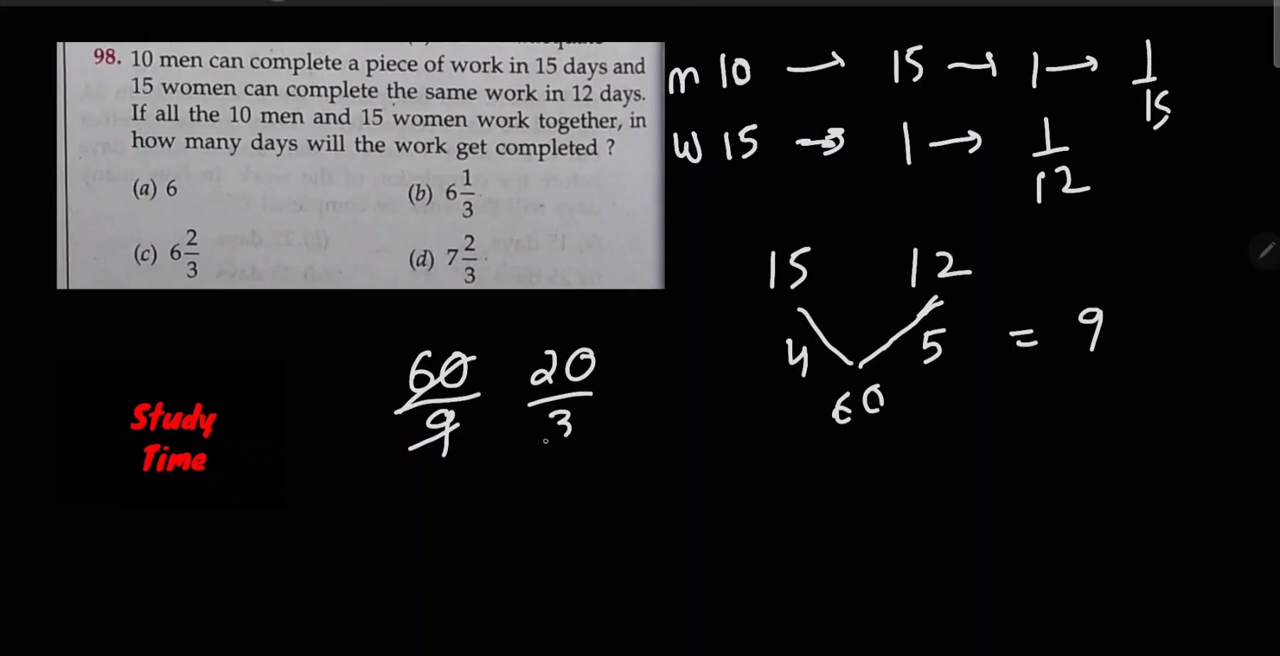 98. 10 men can complete a piece of work in 15 days and
15 women can complete the same work in 12 days.
If all the 10 men and 15 women work together, in
how many days will the work get completed ?
(a) 6 (b) 6 1/3
(c) 6 2/3 (d) 7 2/3
m 10 → 15 → 1 → 1/15
W 15 → 1 → 1/12
15 12
4 5 = 9
60
60/9 20/3
Study
Time